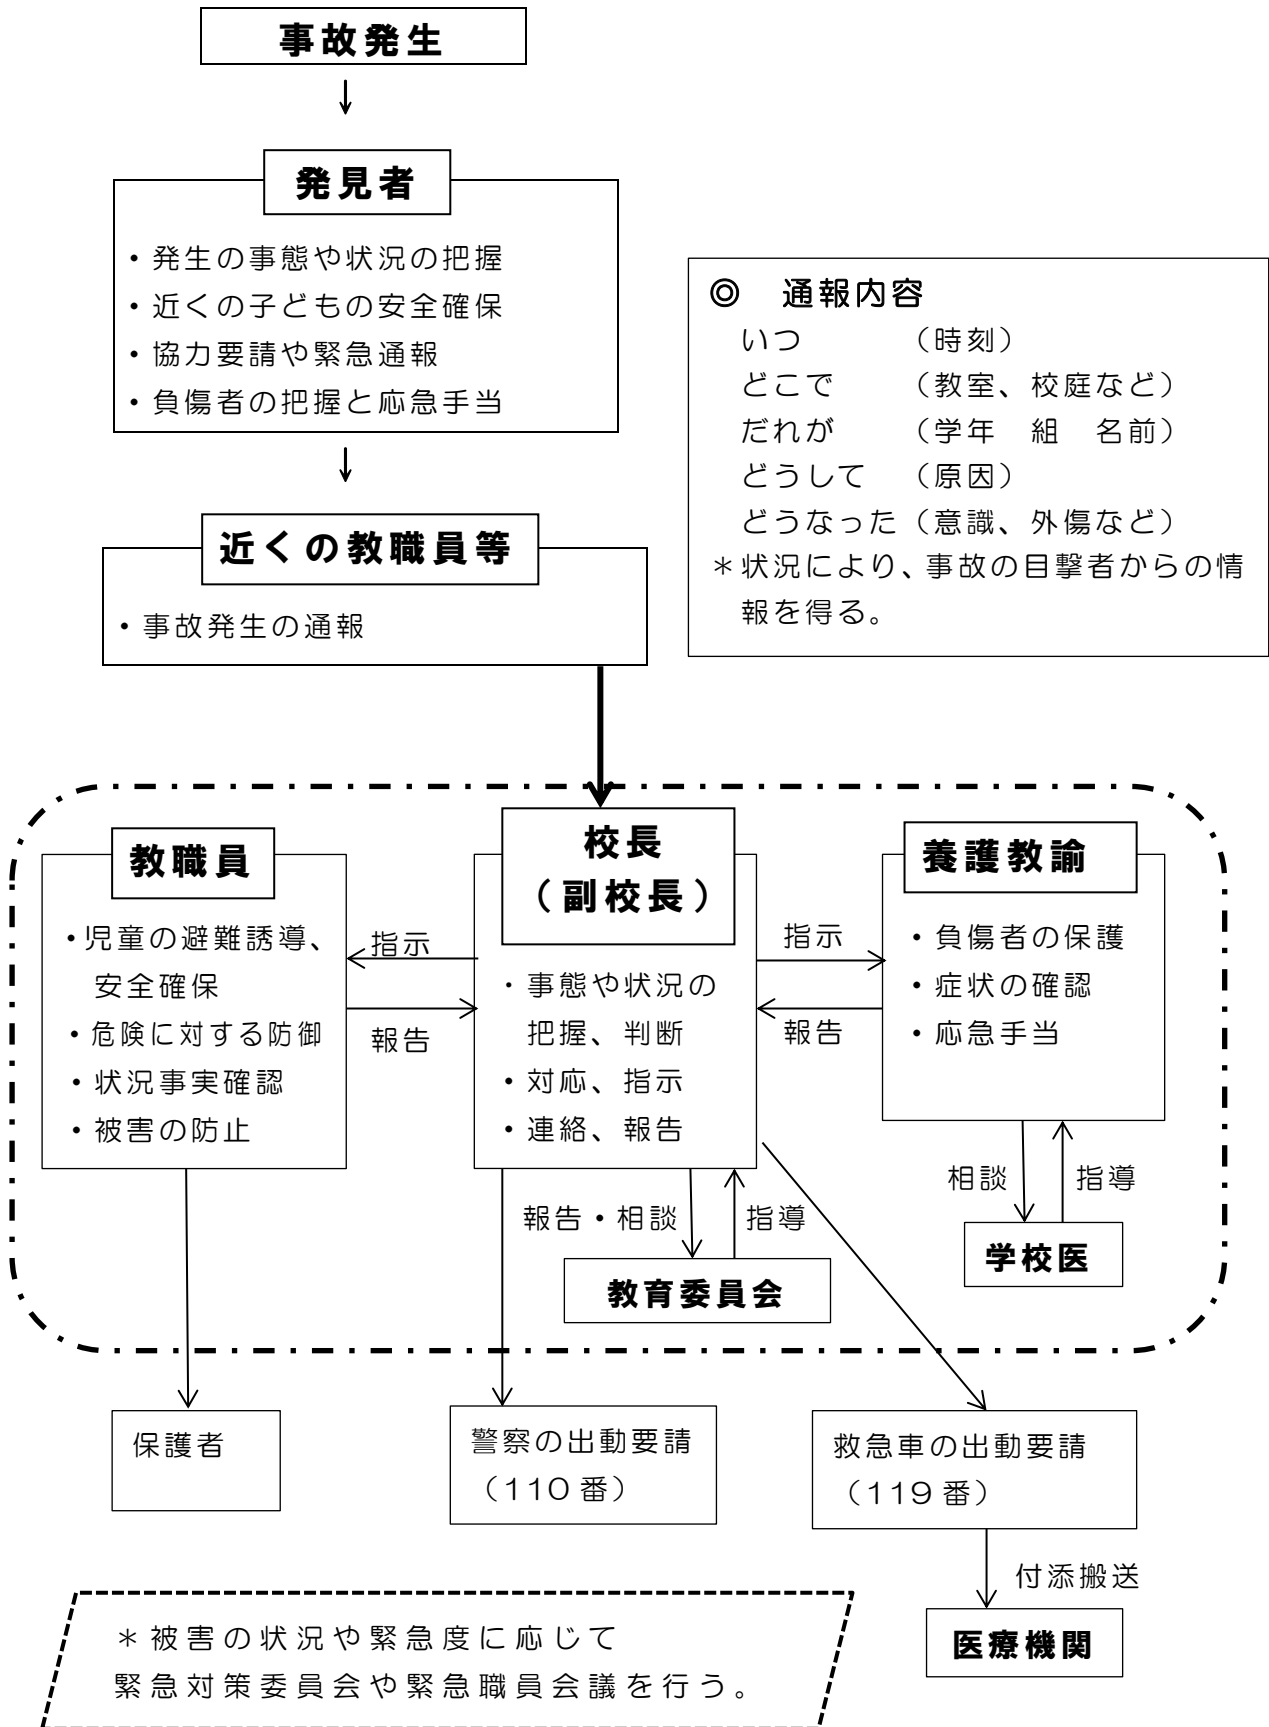 事故発生
発見者
・発生の事態や状況の把握
・近くの子どもの安全確保
・協力要請や緊急通報
・負傷者の把握と応急手当
◎　通報内容
いつ　　　（時刻）
どこで　　（教室、校庭など）
だれが　　（学年　組　名前）
どうして　（原因）
どうなった（意識、外傷など）
＊状況により、事故の目撃者からの情
報を得る。
近くの教職員等
・事故発生の通報
教職員
・児童の避難誘導、
安全確保
・危険に対する防御
・状況事実確認
・被害の防止
指示
報告
校長
（副校長）
・事態や状況の
把握、判断
・対応、指示
・連絡、報告
指示
報告
養護教諭
・負傷者の保護
・症状の確認
・応急手当
報告・相談
指導
教育委員会
相談
指導
学校医
保護者
警察の出動要請
（110番）
救急車の出動要請
（119番）
付添搬送
医療機関
＊被害の状況や緊急度に応じて
緊急対策委員会や緊急職員会議を行う。